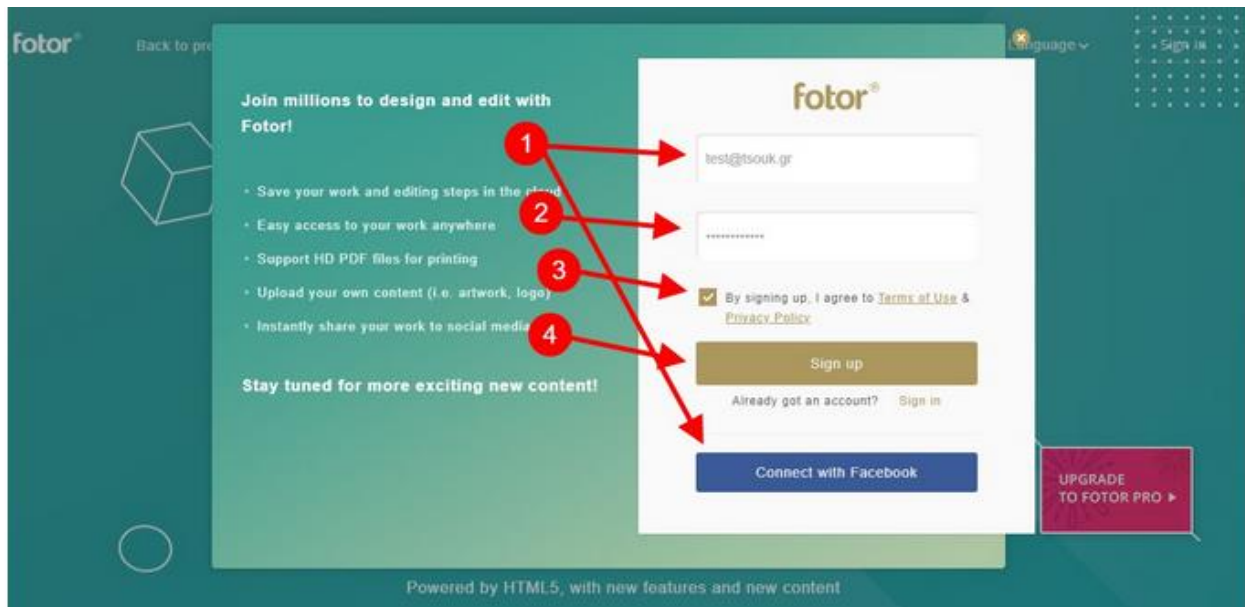 fotor®
Back to pre
Language
Sign in
Join millions to design and edit with
Fotor!
• Save your work and editing steps in the cloud
• Easy access to your work anywhere
• Support HD PDF files for printing
• Upload your own content (i.e. artwork, logo)
• Instantly share your work to social media
Stay tuned for more exciting new content!
1
2
3
4
fotor®
test@tsouk.gr
************
By signing up, I agree to Terms of Use &
Privacy Policy
Sign up
Already got an account? Sign in
Connect with Facebook
UPGRADE
TO FOTOR PRO
Powered by HTML5, with new features and new content